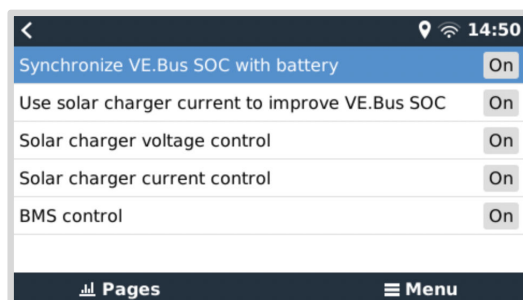 14:50
Synchronize VE.Bus SOC with battery On
Use solar charger current to improve VE.Bus SOC On
Solar charger voltage control On
Solar charger current control On
BMS control On
Pages Menu